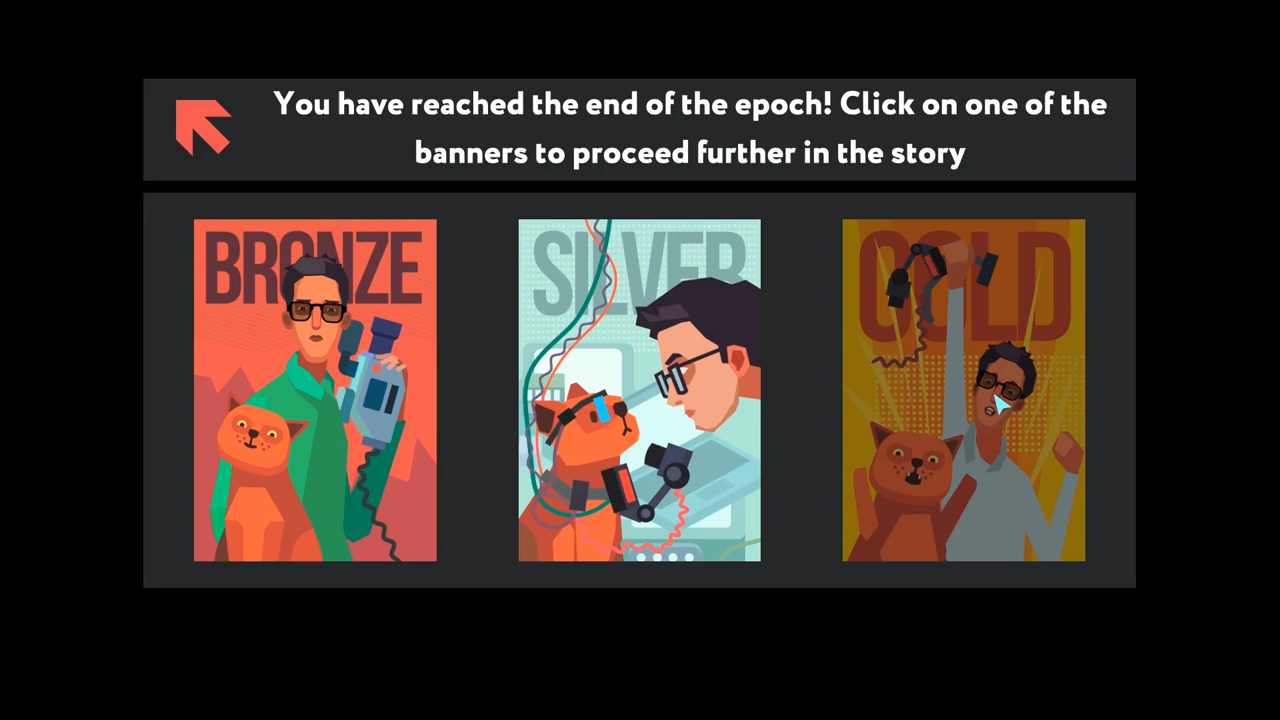 You have reached the end of the epoch! Click on one of the
banners to proceed further in the story
BRONZE
SILVER
GOLD